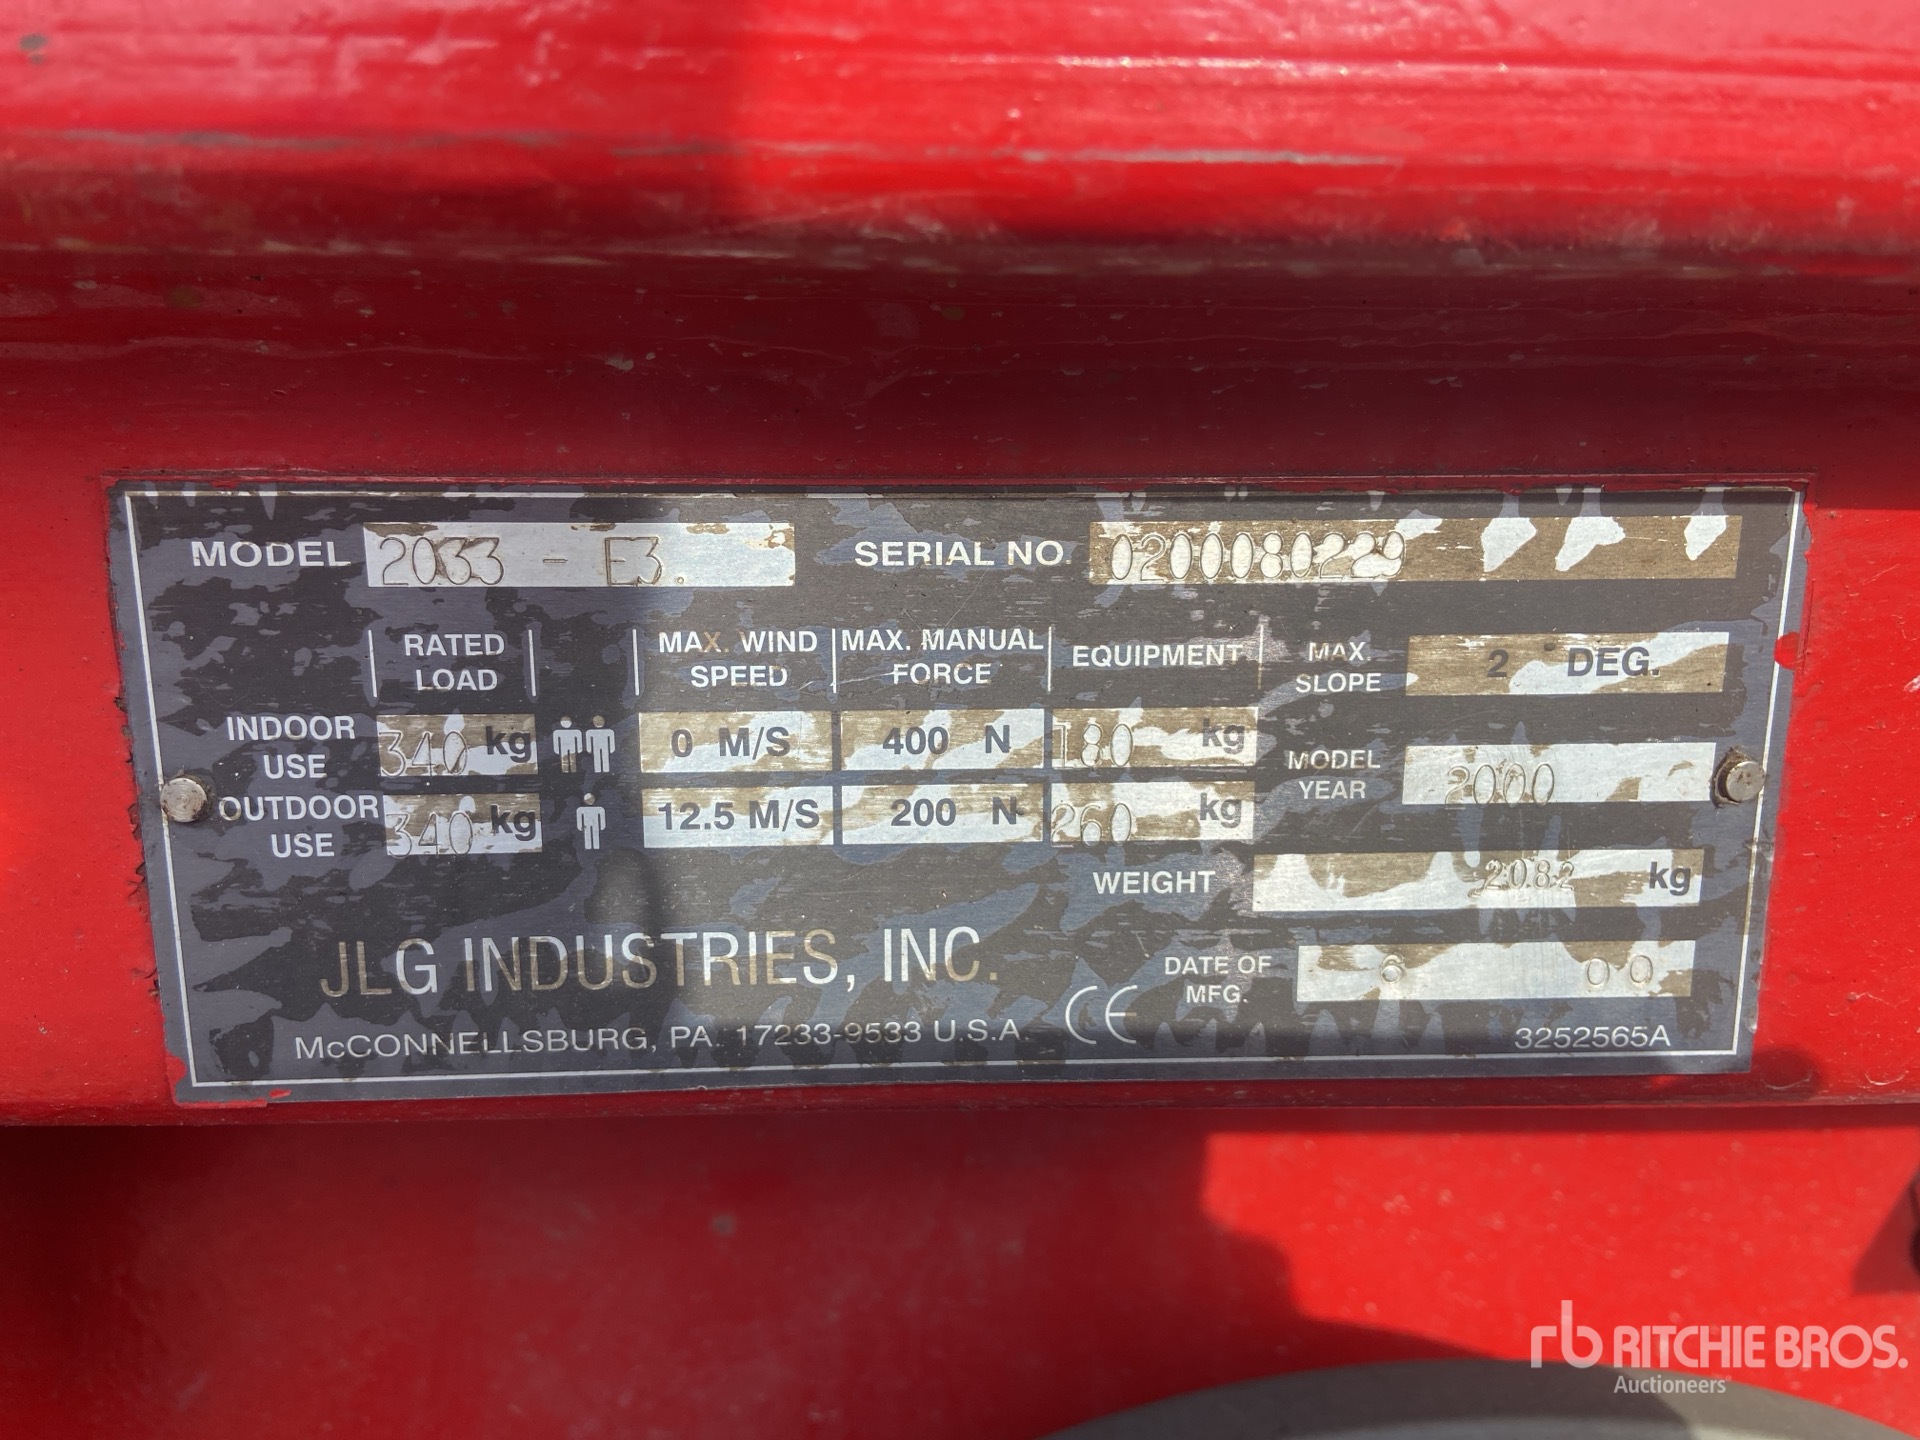 MODEL 2033 - E3. SERIAL NO. 0200080229
RATED LOAD MAX. WIND SPEED MAX. MANUAL FORCE EQUIPMENT MAX. SLOPE 2 DEG.
INDOOR USE 340 kg 0 M/S 400 N 180 kg MODEL YEAR 2000
OUTDOOR USE 340 kg 12.5 M/S 200 N 260 kg
WEIGHT 2082 kg
JLG INDUSTRIES, INC. DATE OF MFG. 6 00
McCONNELLSBURG, PA. 17233-9533 U.S.A. CE 3252565A
rb RITCHIE BROS.
Auctioneers